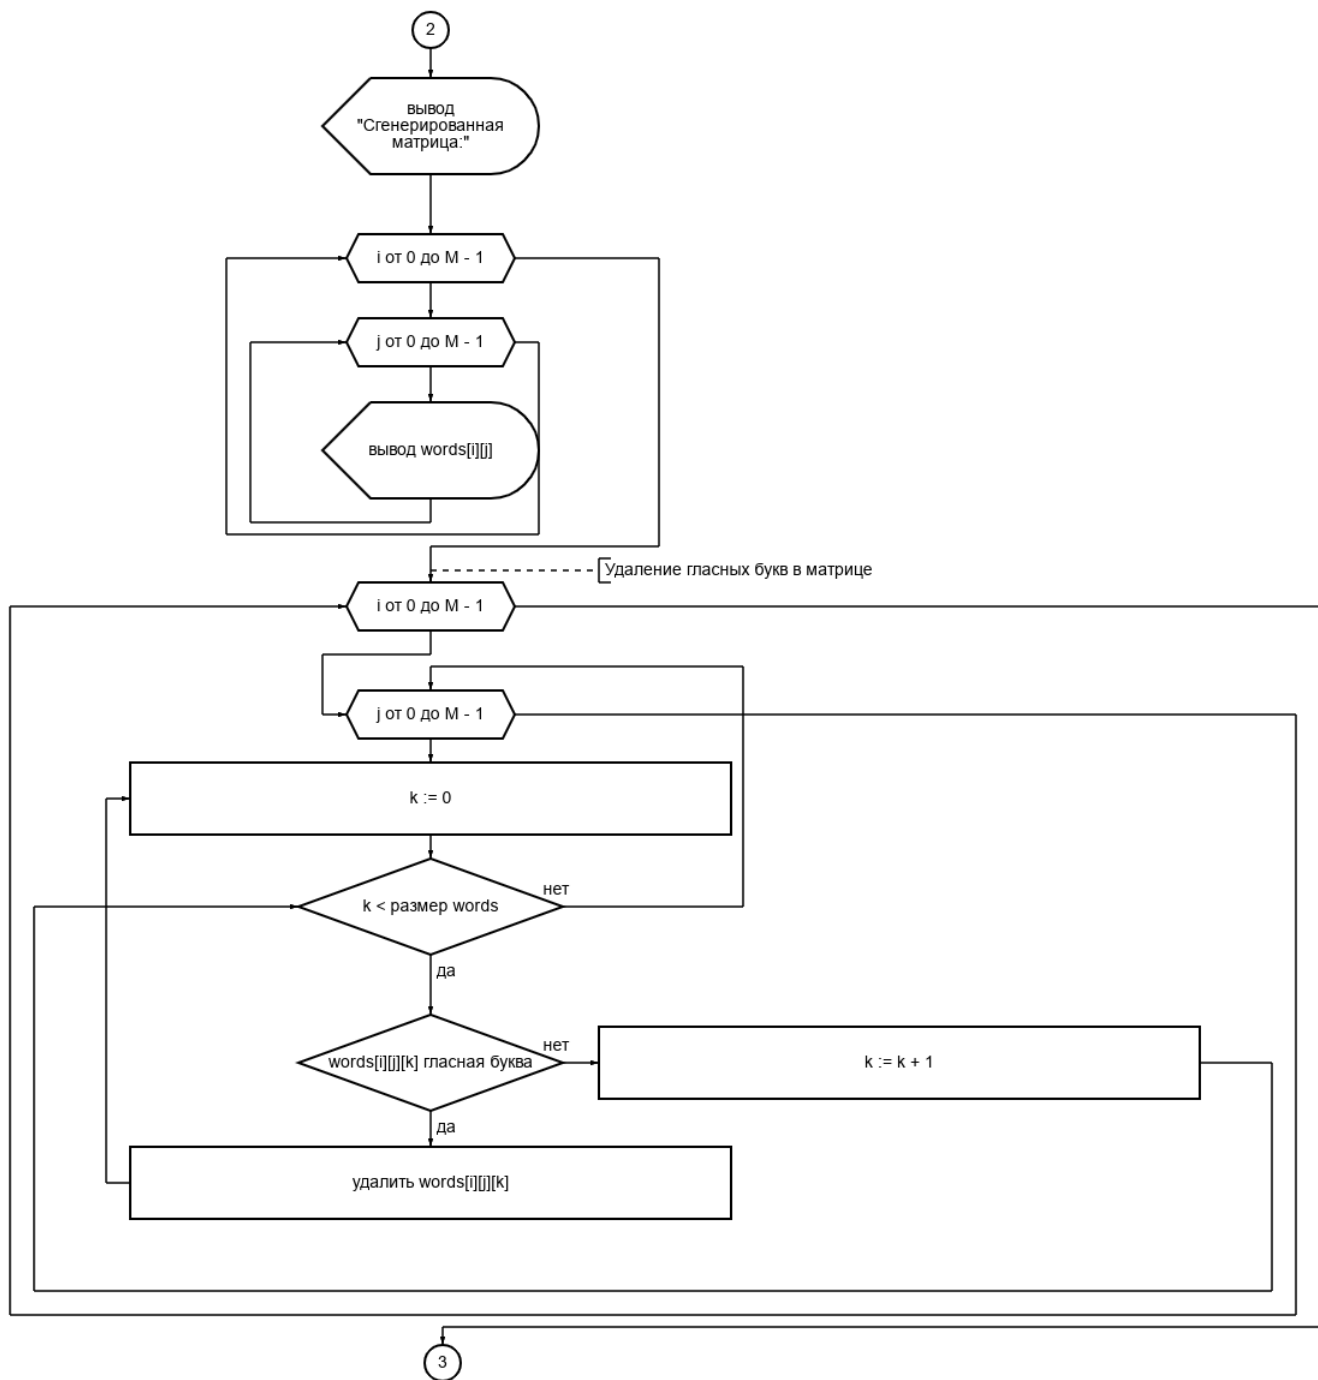 2
вывод
"Сгенерированная
матрица:"
i от 0 до M - 1
j от 0 до M - 1
вывод words[i][j]
Удаление гласных букв в матрице
i от 0 до M - 1
j от 0 до M - 1
k := 0
нет
k < размер words
да
нет
words[i][j][k] гласная буква
k := k + 1
да
удалить words[i][j][k]
3